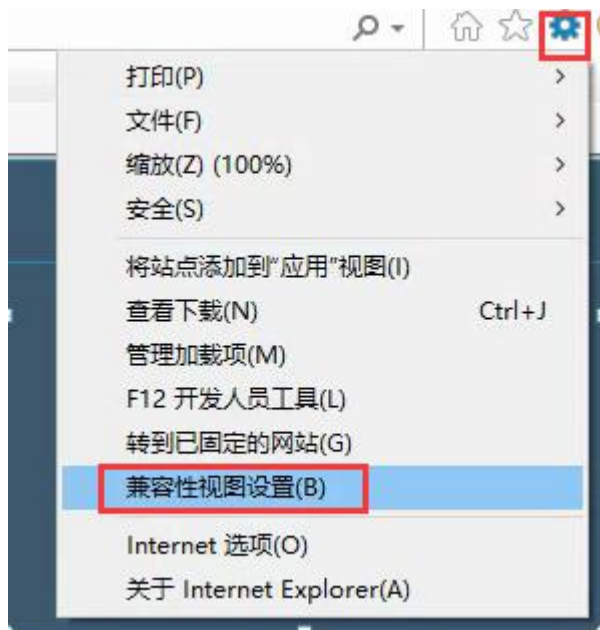 打印(P)
文件(F)
缩放(Z) (100%)
安全(S)
将站点添加到“应用”视图(I)
查看下载(N) Ctrl+J
管理加载项(M)
F12 开发人员工具(L)
转到已固定的网站(G)
兼容性视图设置(B)
Internet 选项(O)
关于 Internet Explorer(A)